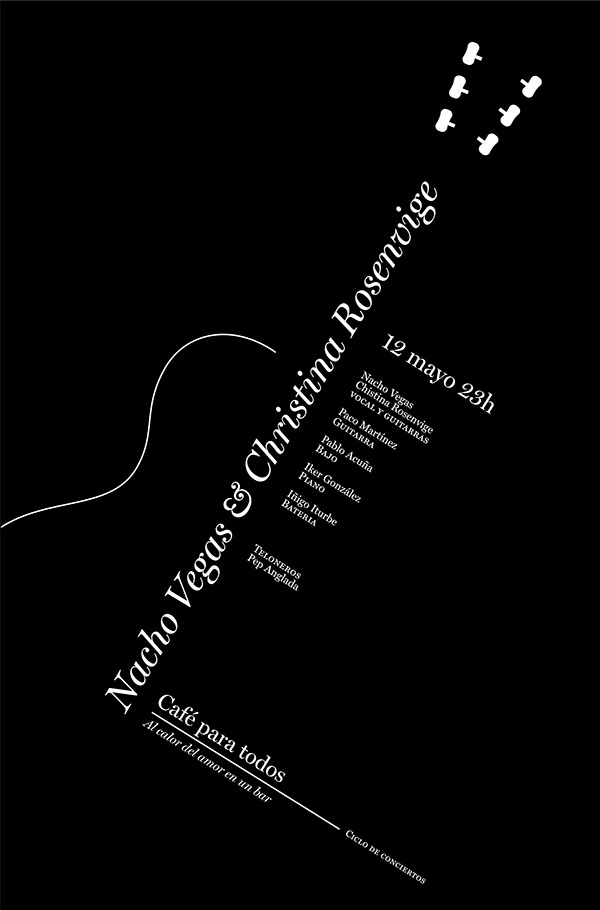 Nacho Vegas & Christina Rosenvige
12 mayo 23h
Nacho Vegas
Chistina Rosenvige
vocal y guitarras
Paco Martínez
Guitarra
Pablo Acuña
Bajo
Iker González
Piano
Iñigo Iturbe
Bateria
Teloneros
Pep Anglada
Café para todos
Al calor del amor en un bar
Ciclo de conciertos